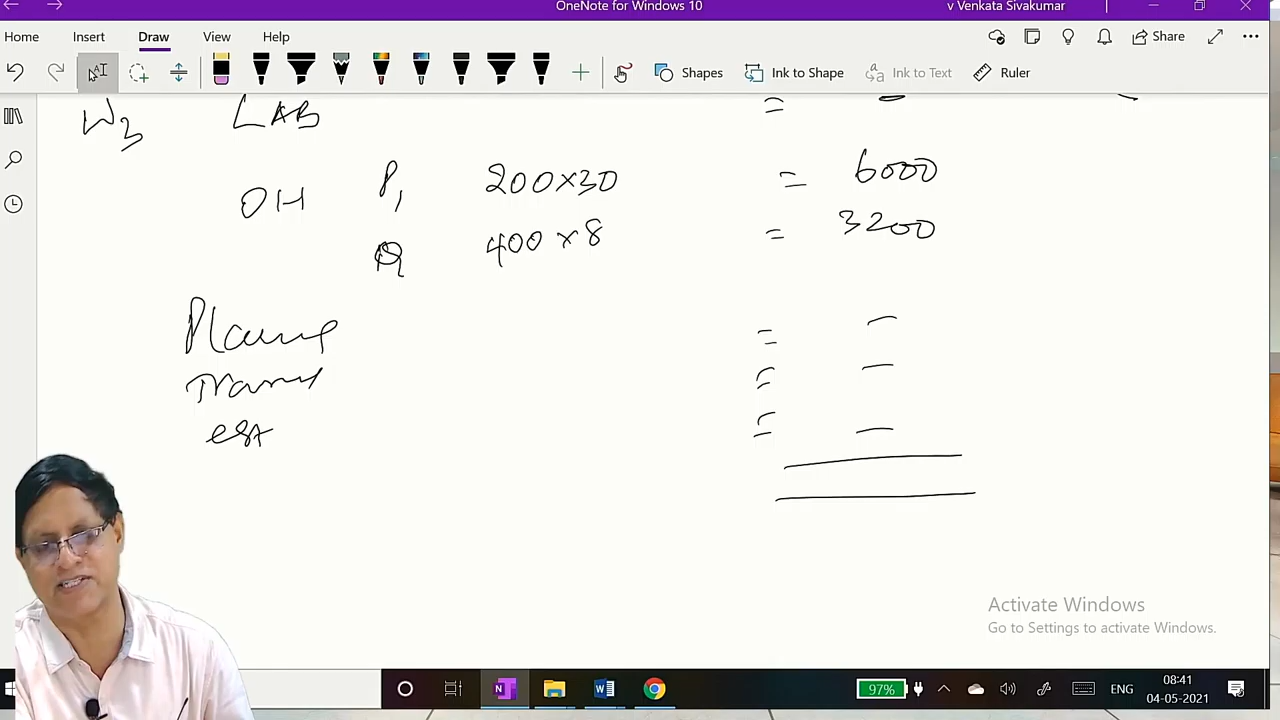 OneNote for Windows 10
v Venkata Sivakumar
Home Insert Draw View Help
Share
Shapes
Ink to Shape
Ink to Text
Ruler
W3 LAB =
OH P1 200×30 = 6000
400×8 = 3200
=
=
=
Activate Windows
Go to Settings to activate Windows.
97%
ENG
08:41
04-05-2021